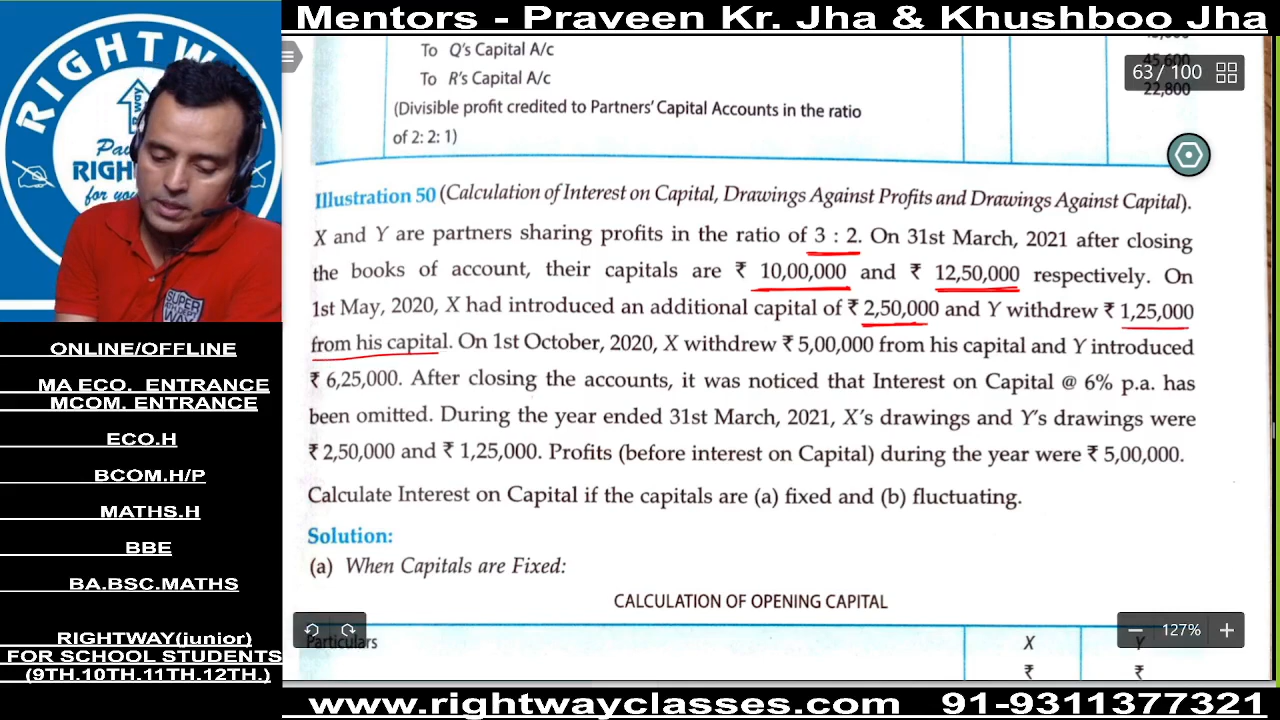 Mentors - Praveen Kr. Jha & Khushboo Jha
RIGHTWAY
RIGHT
for you
SUPER
ONLINE/OFFLINE
MA ECO. ENTRANCE
MCOM. ENTRANCE
ECO.H
BCOM.H/P
MATHS.H
BBE
BA.BSC.MATHS
RIGHTWAY(junior)
FOR SCHOOL STUDENTS
(9TH.10TH.11TH.12TH.)
To Q's Capital A/c
45,600
To R's Capital A/c
22,800
63 / 100
(Divisible profit credited to Partners' Capital Accounts in the ratio
of 2: 2: 1)
Illustration 50 (Calculation of Interest on Capital, Drawings Against Profits and Drawings Against Capital).
X and Y are partners sharing profits in the ratio of 3 : 2. On 31st March, 2021 after closing
the books of account, their capitals are ₹ 10,00,000 and ₹ 12,50,000 respectively. On
1st May, 2020, X had introduced an additional capital of ₹ 2,50,000 and Y withdrew ₹ 1,25,000
from his capital. On 1st October, 2020, X withdrew ₹ 5,00,000 from his capital and Y introduced
₹ 6,25,000. After closing the accounts, it was noticed that Interest on Capital @ 6% p.a. has
been omitted. During the year ended 31st March, 2021, X's drawings and Y's drawings were
₹ 2,50,000 and ₹ 1,25,000. Profits (before interest on Capital) during the year were ₹ 5,00,000.
Calculate Interest on Capital if the capitals are (a) fixed and (b) fluctuating.
Solution:
(a) When Capitals are Fixed:
CALCULATION OF OPENING CAPITAL
Particulars X Y
₹ ₹
127%
www.rightwayclasses.com 91-9311377321